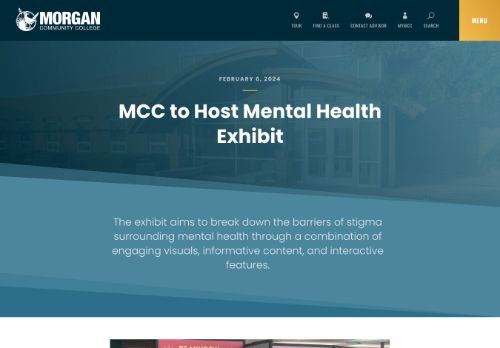 MORGAN
COMMUNITY COLLEGE
TOUR
FIND A CLASS
CONTACT ADVISOR
MYMCC
SEARCH
MENU
FEBRUARY 6, 2024
MCC to Host Mental Health
Exhibit
The exhibit aims to break down the barriers of stigma
surrounding mental health through a combination of
engaging visuals, informative content, and interactive
features.